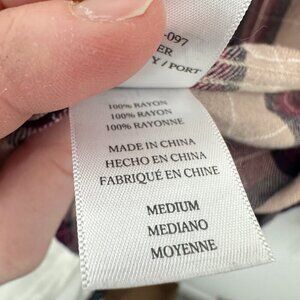 -097
ER
Y / PORT
100% RAYON
100% RAYON
100% RAYONNE
MADE IN CHINA
HECHO EN CHINA
FABRIQUÉ EN CHINE
MEDIUM
MEDIANO
MOYENNE